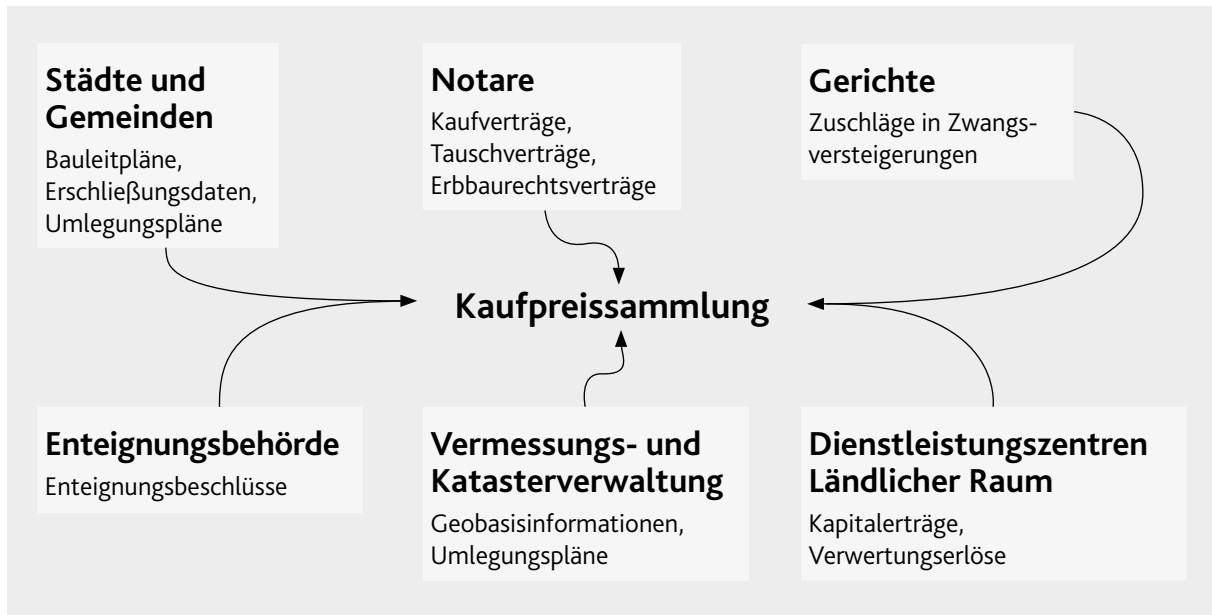 Städte und
Gemeinden
Bauleitpläne,
Erschließungsdaten,
Umlegungspläne
Notare
Kaufverträge,
Tauschverträge,
Erbbaurechtsverträge
Gerichte
Zuschläge in Zwangs-
versteigerungen
Kaufpreissammlung
Enteignungsbehörde
Enteignungsbeschlüsse
Vermessungs- und
Katasterverwaltung
Geobasisinformationen,
Umlegungspläne
Dienstleistungszentren
Ländlicher Raum
Kapitalerträge,
Verwertungserlöse